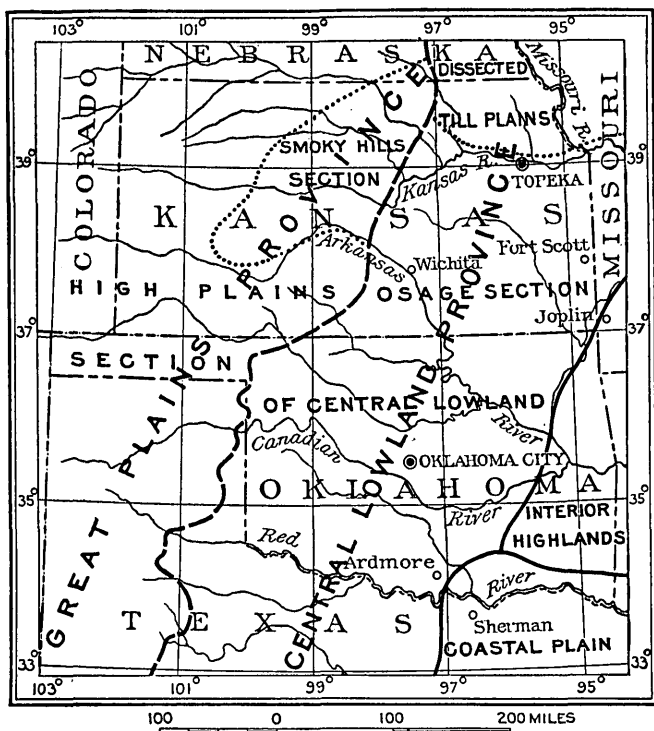 103° 101° 99° 97° 95°
NEBRASKA
Missouri R.
DISSECTED
TILL PLAINS
COLORADO
MISSOURI
39° 39°
SMOKY HILLS
SECTION
Kansas R.
TOPEKA
KANSAS
Arkansas
Wichita
Fort Scott
HIGH PLAINS
OSAGE SECTION
Joplin
37° 37°
SECTION
OF CENTRAL LOWLAND
River
Canadian
OKLAHOMA CITY
OKLAHOMA
35° 35°
River
INTERIOR
HIGHLANDS
Red
Ardmore
River
GREAT PLAINS PROVINCE
CENTRAL LOWLAND PROVINCE
TEXAS
Sherman
COASTAL PLAIN
33° 33°
103° 101° 99° 97° 95°
100 0 100 200 MILES